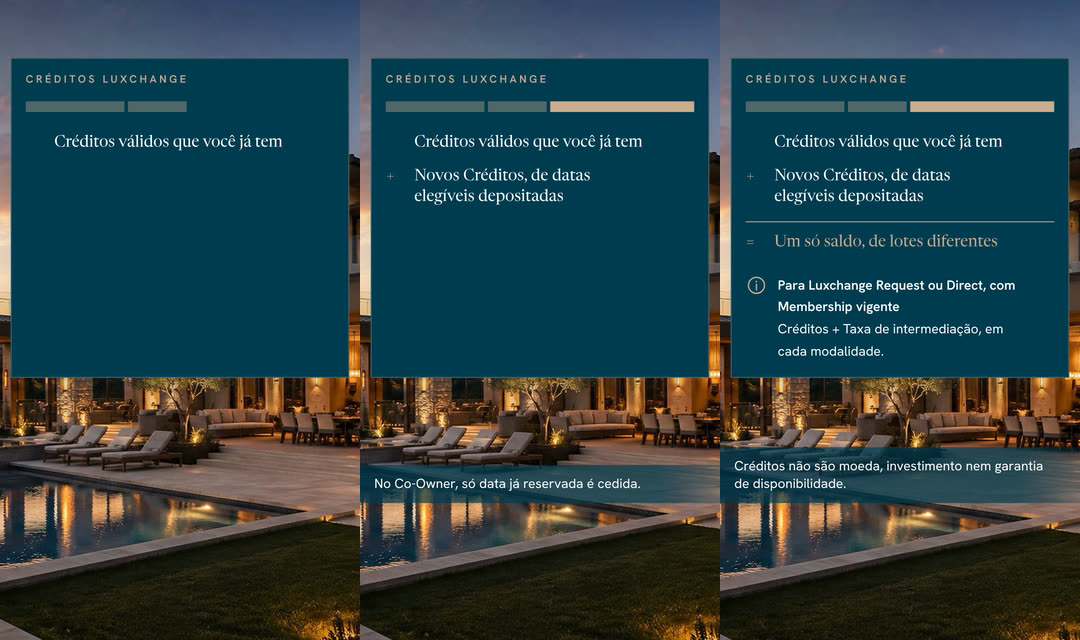 CRÉDITOS LUXCHANGE
Créditos válidos que você já tem
CRÉDITOS LUXCHANGE
Créditos válidos que você já tem
+ Novos Créditos, de datas
elegíveis depositadas
No Co-Owner, só data já reservada é cedida.
CRÉDITOS LUXCHANGE
Créditos válidos que você já tem
+ Novos Créditos, de datas
elegíveis depositadas
= Um só saldo, de lotes diferentes
Para Luxchange Request ou Direct, com
Membership vigente
Créditos + Taxa de intermediação, em
cada modalidade.
Créditos não são moeda, investimento nem garantia
de disponibilidade.